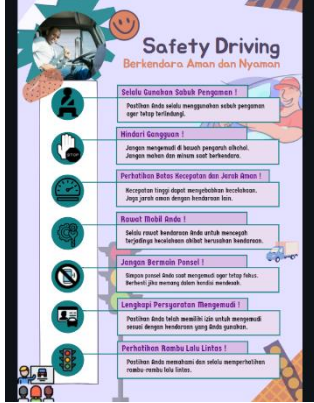 Safety Driving
Berkendara Aman dan Nyaman
Selalu Gunakan Sabuk Pengaman !
Pastikan Anda selalu menggunakan sabuk pengaman
agar tetap terlindungi.
Hindari Gangguan !
Jangan mengemudi di bawah pengaruh alkohol.
Jangan makan dan minum saat berkendara.
STOP
Perhatikan Batas Kecepatan dan Jarak Aman !
Kecepatan tinggi dapat mengebabkan kecelakaan.
Jaga jarak aman dengan kendaraan lain.
Rawat Mobil Anda !
Selalu rawat kendaraan Anda untuk mencegah
terjadinya kecelakaan akibat kerusakan kendaraan.
Jangan Bermain Ponsel !
Simpan ponsel Anda saat mengemudi agar tetap fokus.
Berhenti jika memang dalam kondisi mendesak.
Lengkapi Persyaratan Mengemudi !
Pastikan Anda telah memiliki izin untuk mengemudi
sesuai dengan kendaraan yang Anda gunakan.
Perhatikan Rambu Lalu Lintas !
Pastikan Anda memahami dan selalu memperhatikan
rambu-rambu lalu lintas.